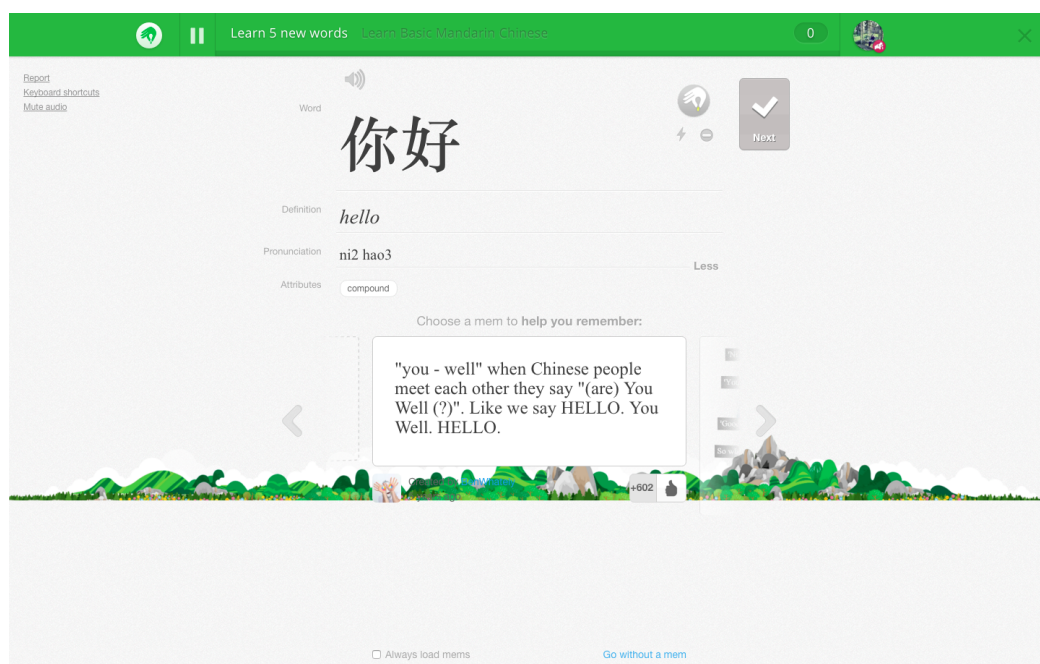 Learn 5 new words Learn Basic Mandarin Chinese
0
Report
Keyboard shortcuts
Mute audio
Word
你好
Next
Definition
hello
Pronunciation
ni2 hao3
Less
Attributes
compound
Choose a mem to help you remember:
"you - well" when Chinese people
meet each other they say "(are) You
Well (?)". Like we say HELLO. You
Well. HELLO.
+602
Always load mems
Go without a mem